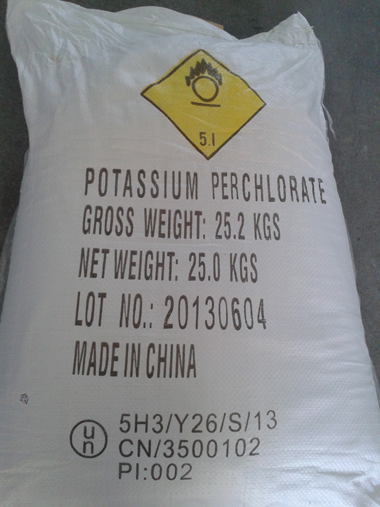 5.1
POTASSIUM PERCHLORATE
GROSS WEIGHT: 25.2 KGS
NET WEIGHT: 25.0 KGS
LOT NO.: 20130604
MADE IN CHINA
un
5H3/Y26/S/13
CN/3500102
PI:002